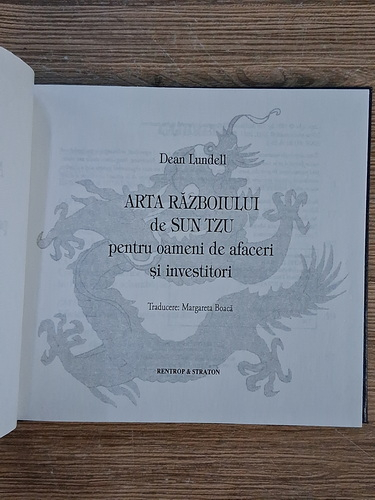 Dean Lundell
ARTA RĂZBOIULUI
de SUN TZU
pentru oameni de afaceri
și investitori
Traducere: Margareta Boacă
RENTROP & STRATON